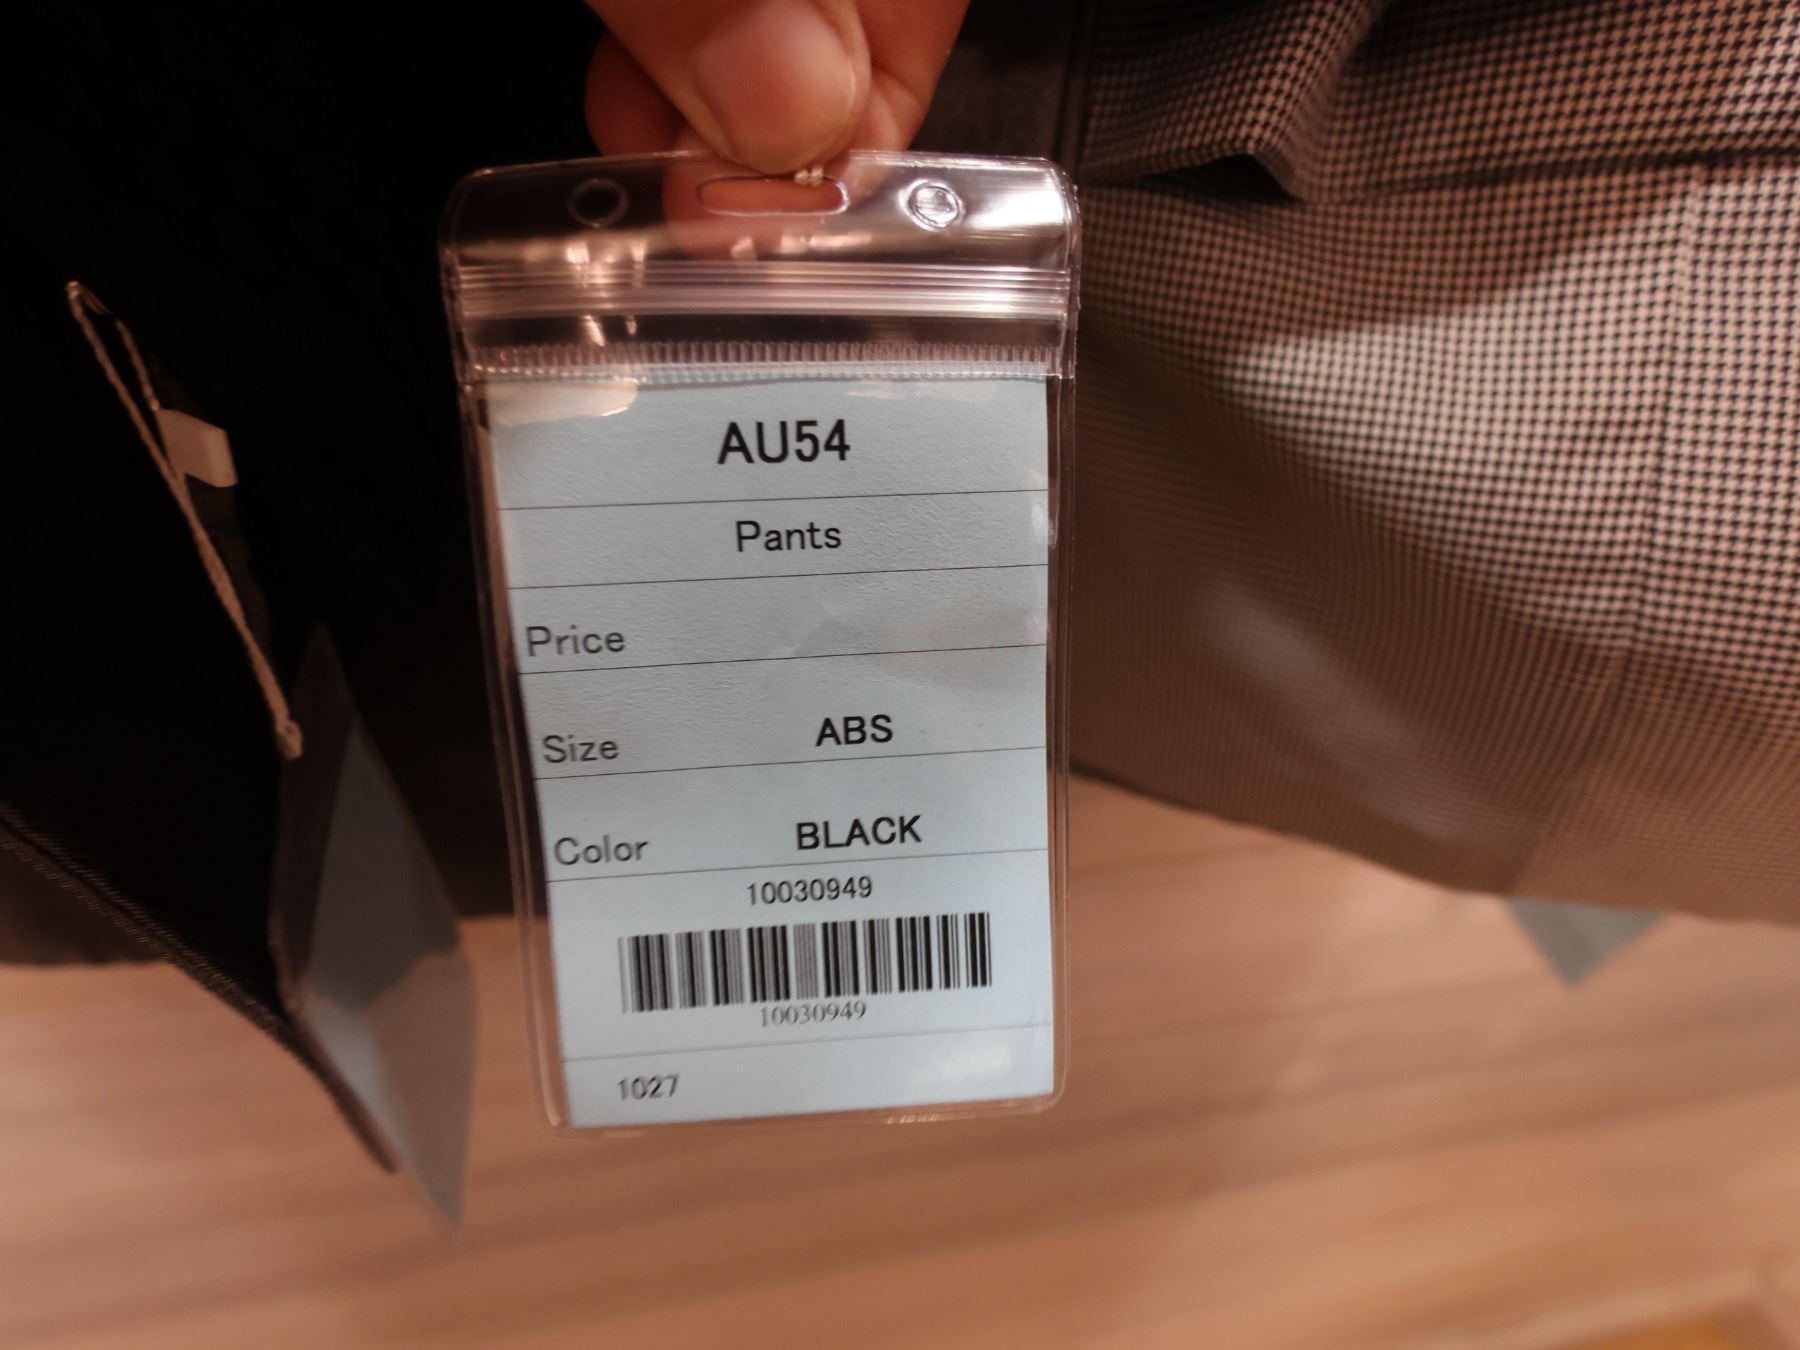 AU54
Pants
Price
Size ABS
Color BLACK
10030949
10030949
1027